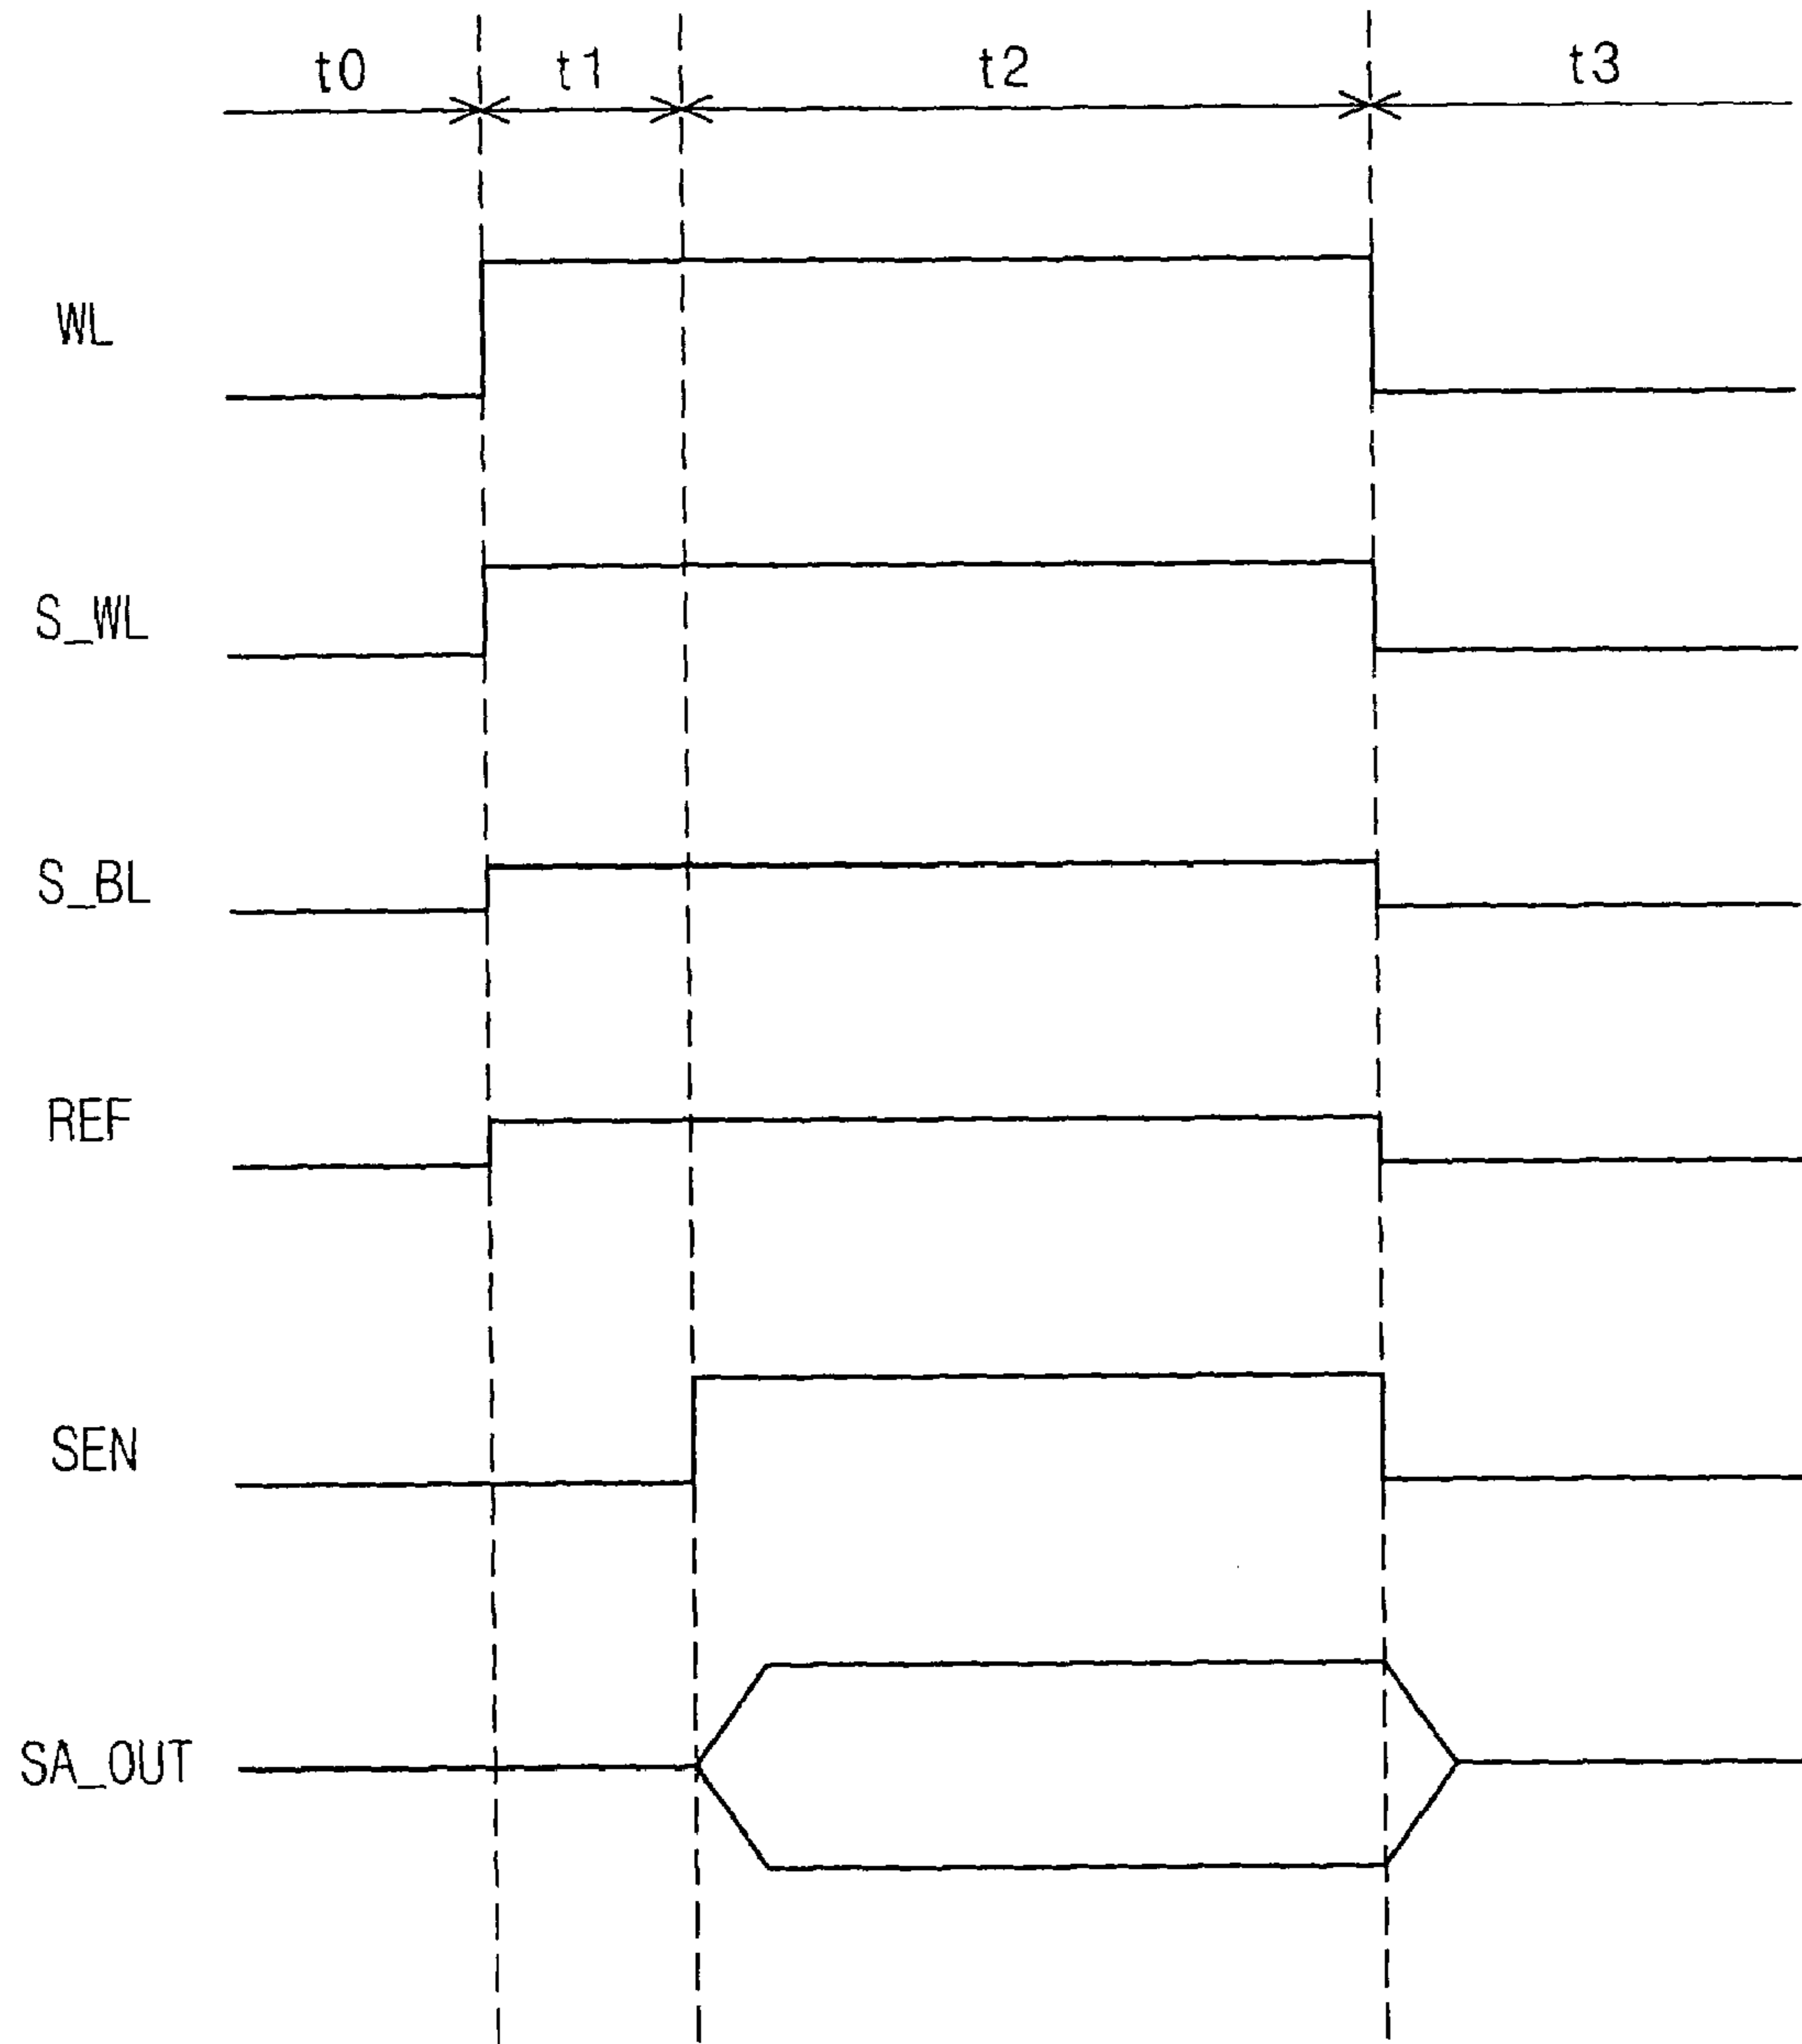 t0 t1 t2 t3
WL
S_WL
S_BL
REF
SEN
SA_OUT